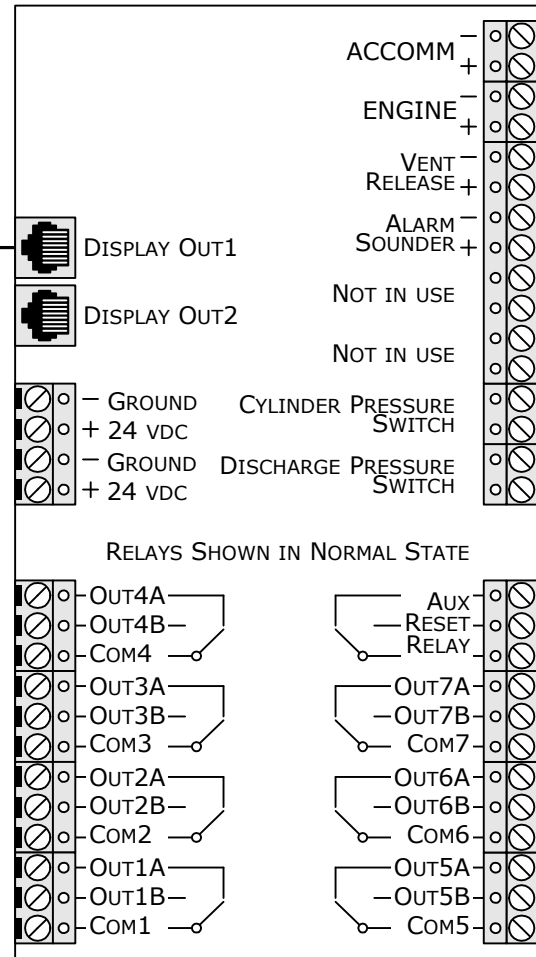 ACCOMM − +
ENGINE − +
VENT −
RELEASE +
ALARM −
SOUNDER +
DISPLAY OUT1
NOT IN USE
DISPLAY OUT2
NOT IN USE
− GROUND
+ 24 VDC
− GROUND
+ 24 VDC
CYLINDER PRESSURE
SWITCH
DISCHARGE PRESSURE
SWITCH
RELAYS SHOWN IN NORMAL STATE
OUT4A
OUT4B
COM4
AUX
RESET
RELAY
OUT3A
OUT3B
COM3
OUT7A
OUT7B
COM7
OUT2A
OUT2B
COM2
OUT6A
OUT6B
COM6
OUT1A
OUT1B
COM1
OUT5A
OUT5B
COM5